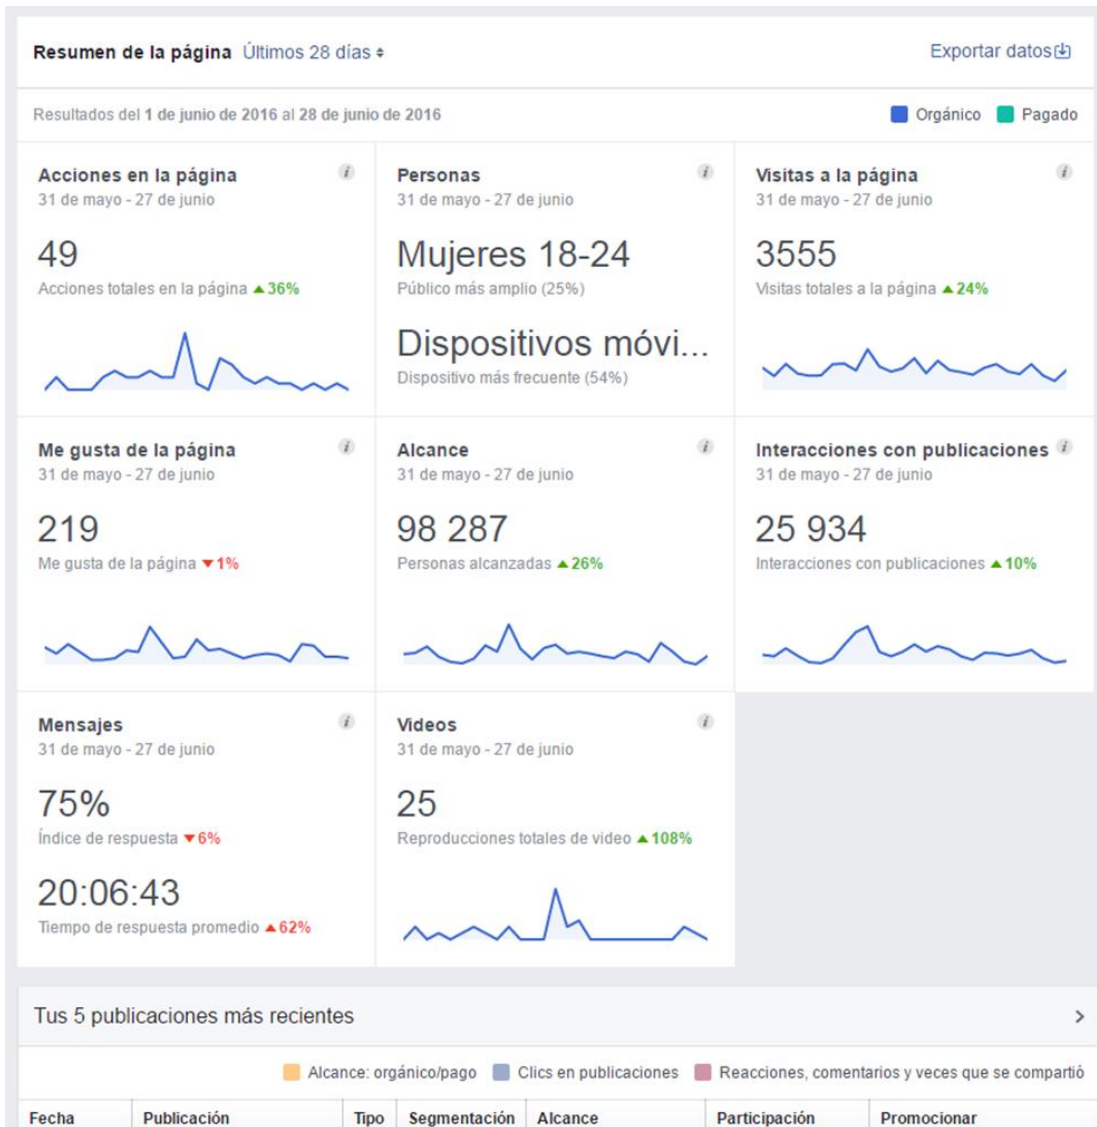 Resumen de la página Últimos 28 días
Exportar datos
Resultados del 1 de junio de 2016 al 28 de junio de 2016
Orgánico Pagado
Acciones en la página
31 de mayo - 27 de junio
49
Acciones totales en la página ▲36%
Personas
31 de mayo - 27 de junio
Mujeres 18-24
Público más amplio (25%)
Dispositivos móvi...
Dispositivo más frecuente (54%)
Visitas a la página
31 de mayo - 27 de junio
3555
Visitas totales a la página ▲24%
Me gusta de la página
31 de mayo - 27 de junio
219
Me gusta de la página ▼1%
Alcance
31 de mayo - 27 de junio
98 287
Personas alcanzadas ▲26%
Interacciones con publicaciones
31 de mayo - 27 de junio
25 934
Interacciones con publicaciones ▲10%
Mensajes
31 de mayo - 27 de junio
75%
Índice de respuesta ▼6%
20:06:43
Tiempo de respuesta promedio ▲62%
Videos
31 de mayo - 27 de junio
25
Reproducciones totales de video ▲108%
Tus 5 publicaciones más recientes
Alcance: orgánico/pago Clics en publicaciones Reacciones, comentarios y veces que se compartió
Fecha Publicación Tipo Segmentación Alcance Participación Promocionar